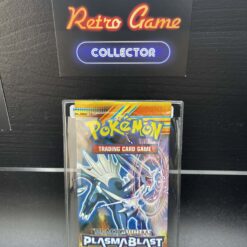 Retro Game
COLLECTOR
POKÉMON
TRADING CARD GAME
BLACK & WHITE
PLASMA BLAST